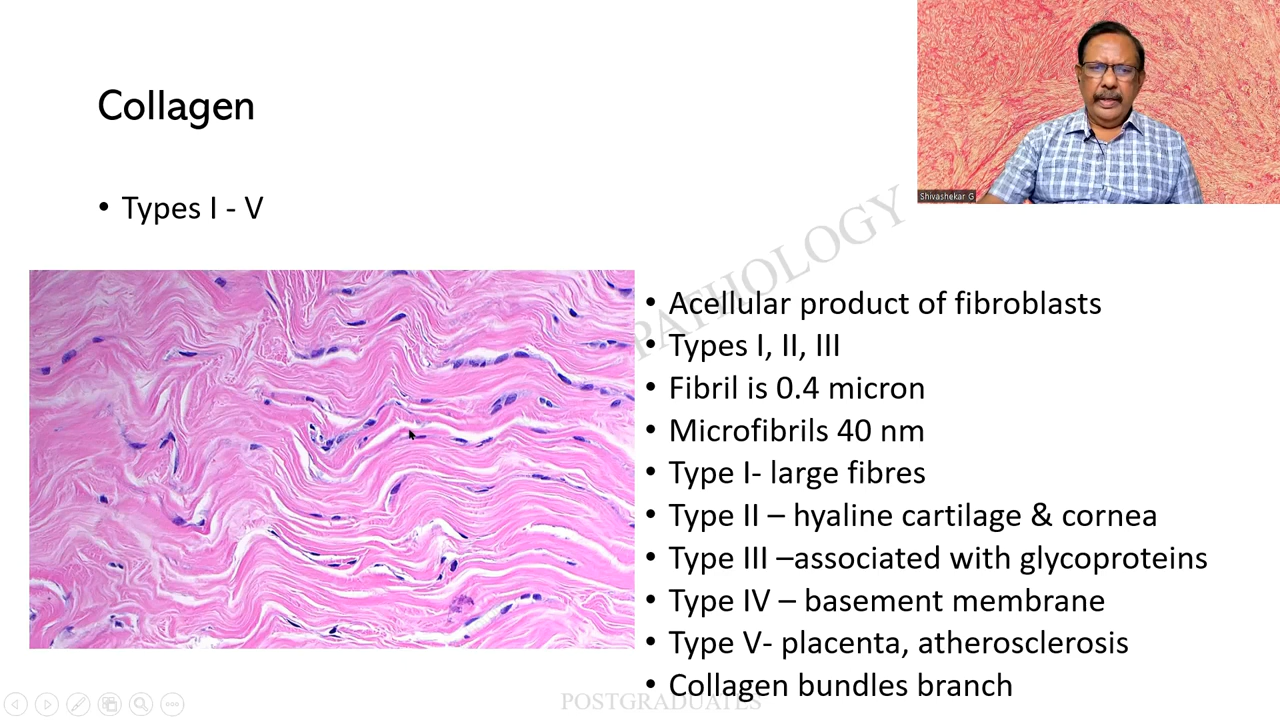 Collagen
• Types I - V
Shivashekar G
PATHOLOGY
• Acellular product of fibroblasts
• Types I, II, III
• Fibril is 0.4 micron
• Microfibrils 40 nm
• Type I- large fibres
• Type II – hyaline cartilage & cornea
• Type III –associated with glycoproteins
• Type IV – basement membrane
• Type V- placenta, atherosclerosis
• Collagen bundles branch
POSTGRADUATES